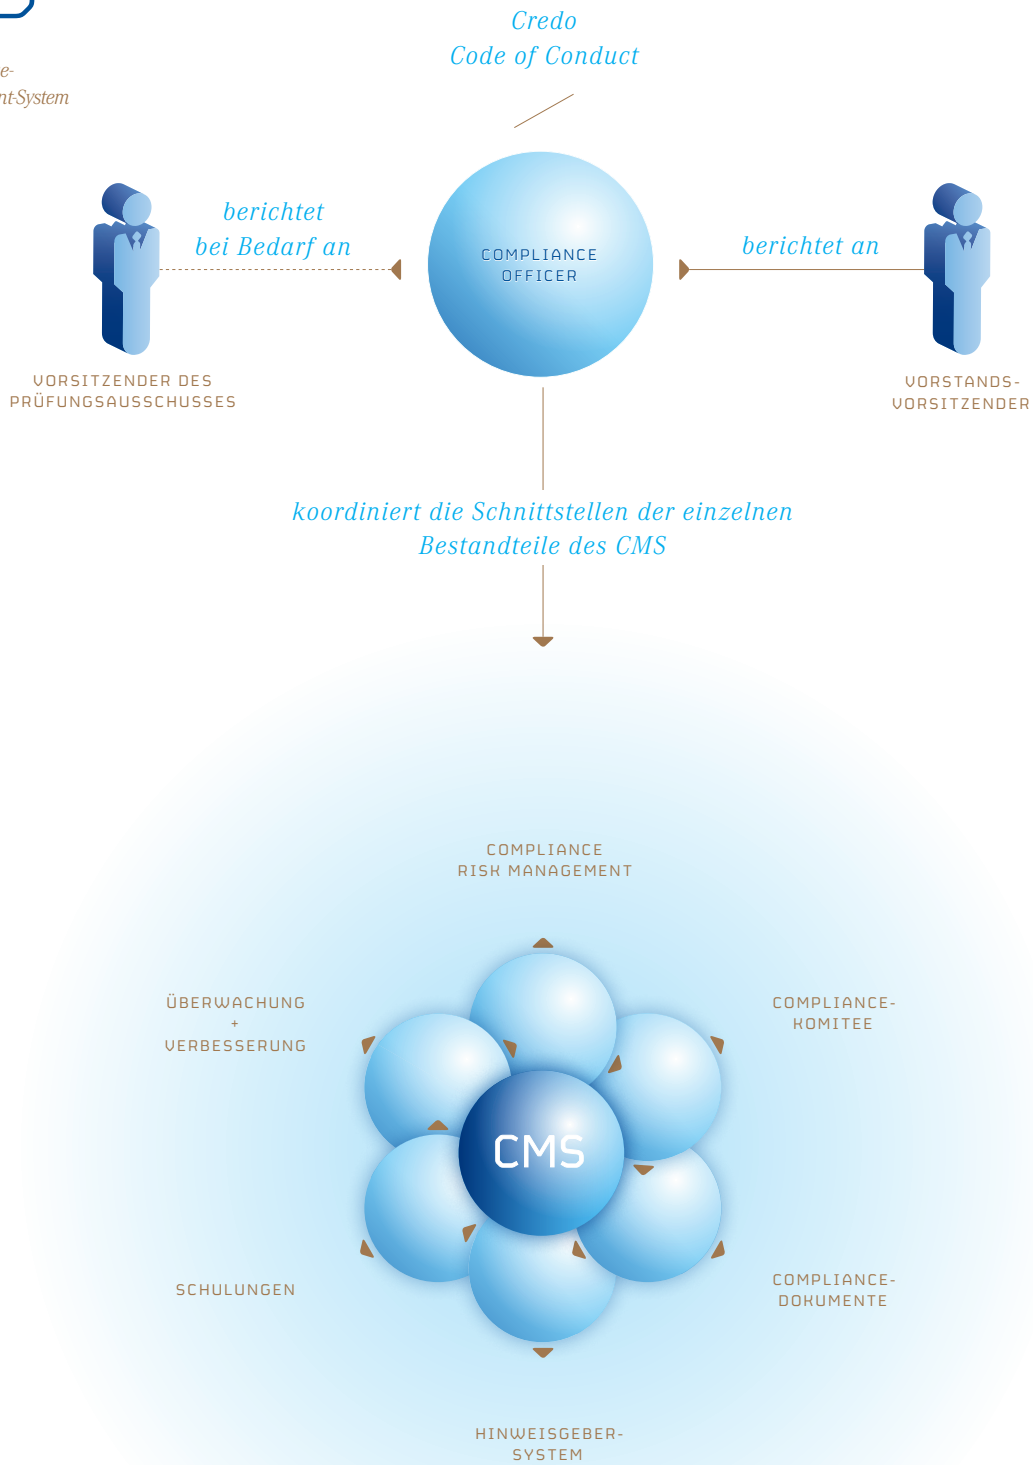 Credo
Code of Conduct
e-
nt-System
berichtet
bei Bedarf an
COMPLIANCE
OFFICER
berichtet an
VORSITZENDER DES
PRÜFUNGSAUSSCHUSSES
VORSTANDS-
VORSITZENDER
koordiniert die Schnittstellen der einzelnen
Bestandteile des CMS
COMPLIANCE
RISK MANAGEMENT
ÜBERWACHUNG
+
VERBESSERUNG
COMPLIANCE-
KOMITEE
CMS
SCHULUNGEN
COMPLIANCE-
DOKUMENTE
HINWEISGEBER-
SYSTEM